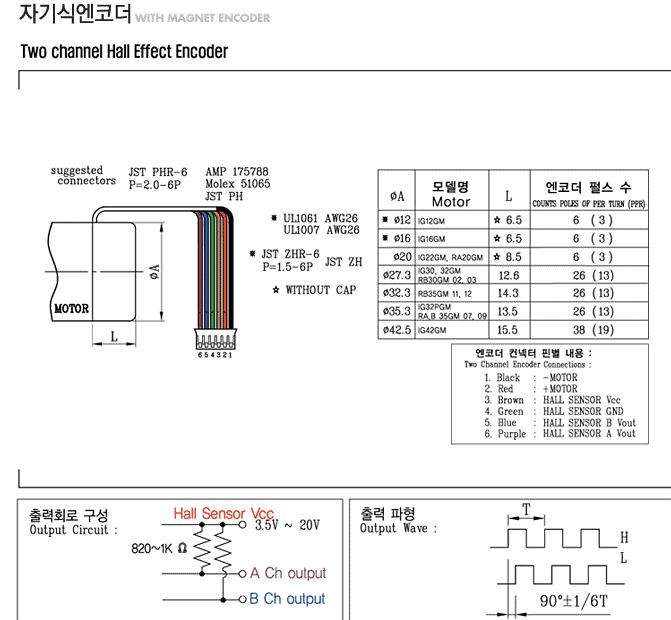 자기식엔코더 WITH MAGNET ENCODER
Two channel Hall Effect Encoder
suggested
connectors
JST PHR-6
P=2.0-6P
AMP 175788
Molex 51065
JST PH
※ UL1061 AWG26
UL1007 AWG26
※ JST ZHR-6
P=1.5-6P
JST ZH
☆ WITHOUT CAP
MOTOR
øA
L
6 5 4 3 2 1
øA 모델명 Motor L 엔코더 펄스 수 COUNTS POLES OF PER TURN (PPR)
※ ø12 IG12GM ☆ 6.5 6 ( 3 )
※ ø16 IG16GM ☆ 6.5 6 ( 3 )
ø20 IG22GM, RA20GM ☆ 8.5 6 ( 3 )
ø27.3 IG30, 32GM RB30GM 02, 03 12.6 26 (13)
ø32.3 RB35GM 11, 12 14.3 26 (13)
ø35.3 IG32PGM RA,B 35GM 07, 09 13.5 26 (13)
ø42.5 IG42GM 15.5 38 (19)
엔코더 컨넥터 핀별 내용 :
Two Channel Encoder Connections :
1. Black : -MOTOR
2. Red : +MOTOR
3. Brown : HALL SENSOR Vcc
4. Green : HALL SENSOR GND
5. Blue : HALL SENSOR B Vout
6. Purple : HALL SENSOR A Vout
출력회로 구성
Output Circuit :
Hall Sensor Vcc
3.5V ~ 20V
820~1K Ω
A Ch output
B Ch output
출력 파형
Output Wave :
T
H
L
90°±1/6T